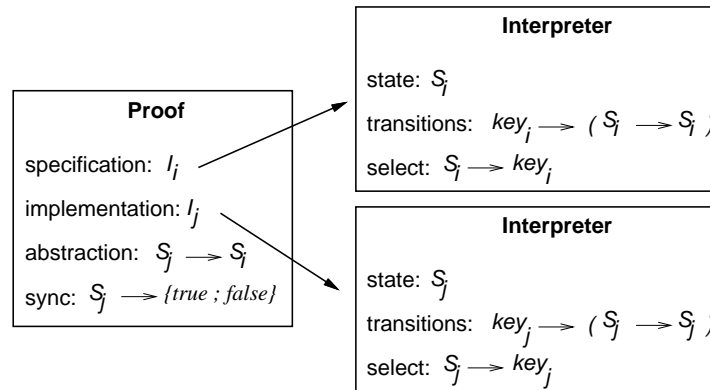 Proof
specification: I_i
implementation: I_j
abstraction: S_j ⟶ S_i
sync: S_j ⟶ {true ; false}
Interpreter
state: S_i
transitions: key_i ⟶ ( S_i ⟶ S_i )
select: S_i ⟶ key_i
Interpreter
state: S_j
transitions: key_j ⟶ ( S_j ⟶ S_j )
select: S_j ⟶ key_j